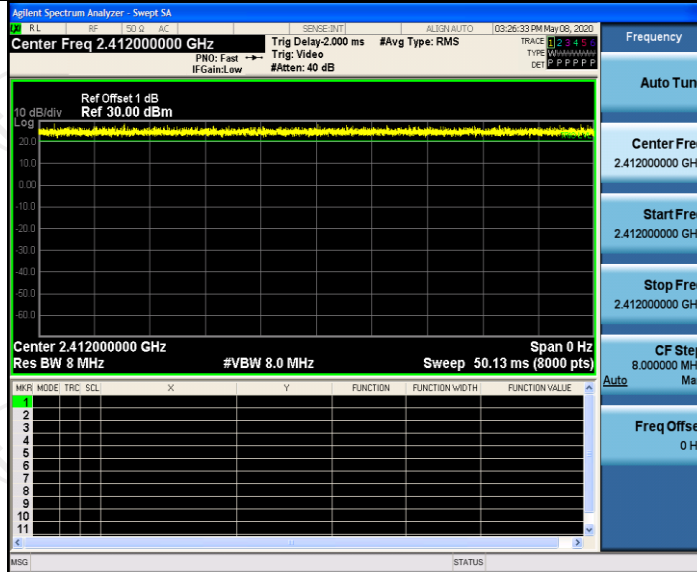 Agilent Spectrum Analyzer - Swept SA
RL RF 50 Ω AC SENSE:INT ALIGN AUTO 03:26:33 PM May 08, 2020
Center Freq 2.412000000 GHz
PNO: Fast
IFGain:Low
Trig Delay-2.000 ms
Trig: Video
#Atten: 40 dB
#Avg Type: RMS
TRACE 1 2 3 4 5 6
TYPE
DET P P P P P P
Ref Offset 1 dB
10 dB/div Ref 30.00 dBm
Log
20.0
10.0
0.00
-10.0
-20.0
-30.0
-40.0
-50.0
-60.0
Center 2.412000000 GHz Span 0 Hz
Res BW 8 MHz #VBW 8.0 MHz Sweep 50.13 ms (8000 pts)
MKR MODE TRC SCL X Y FUNCTION FUNCTION WIDTH FUNCTION VALUE
1
2
3
4
5
6
7
8
9
10
11
MSG STATUS
Frequency
Auto Tun
Center Fre
2.412000000 GH
Start Fre
2.412000000 GH
Stop Fre
2.412000000 GH
CF Ste
8.000000 MH
Auto Ma
Freq Offse
0 H